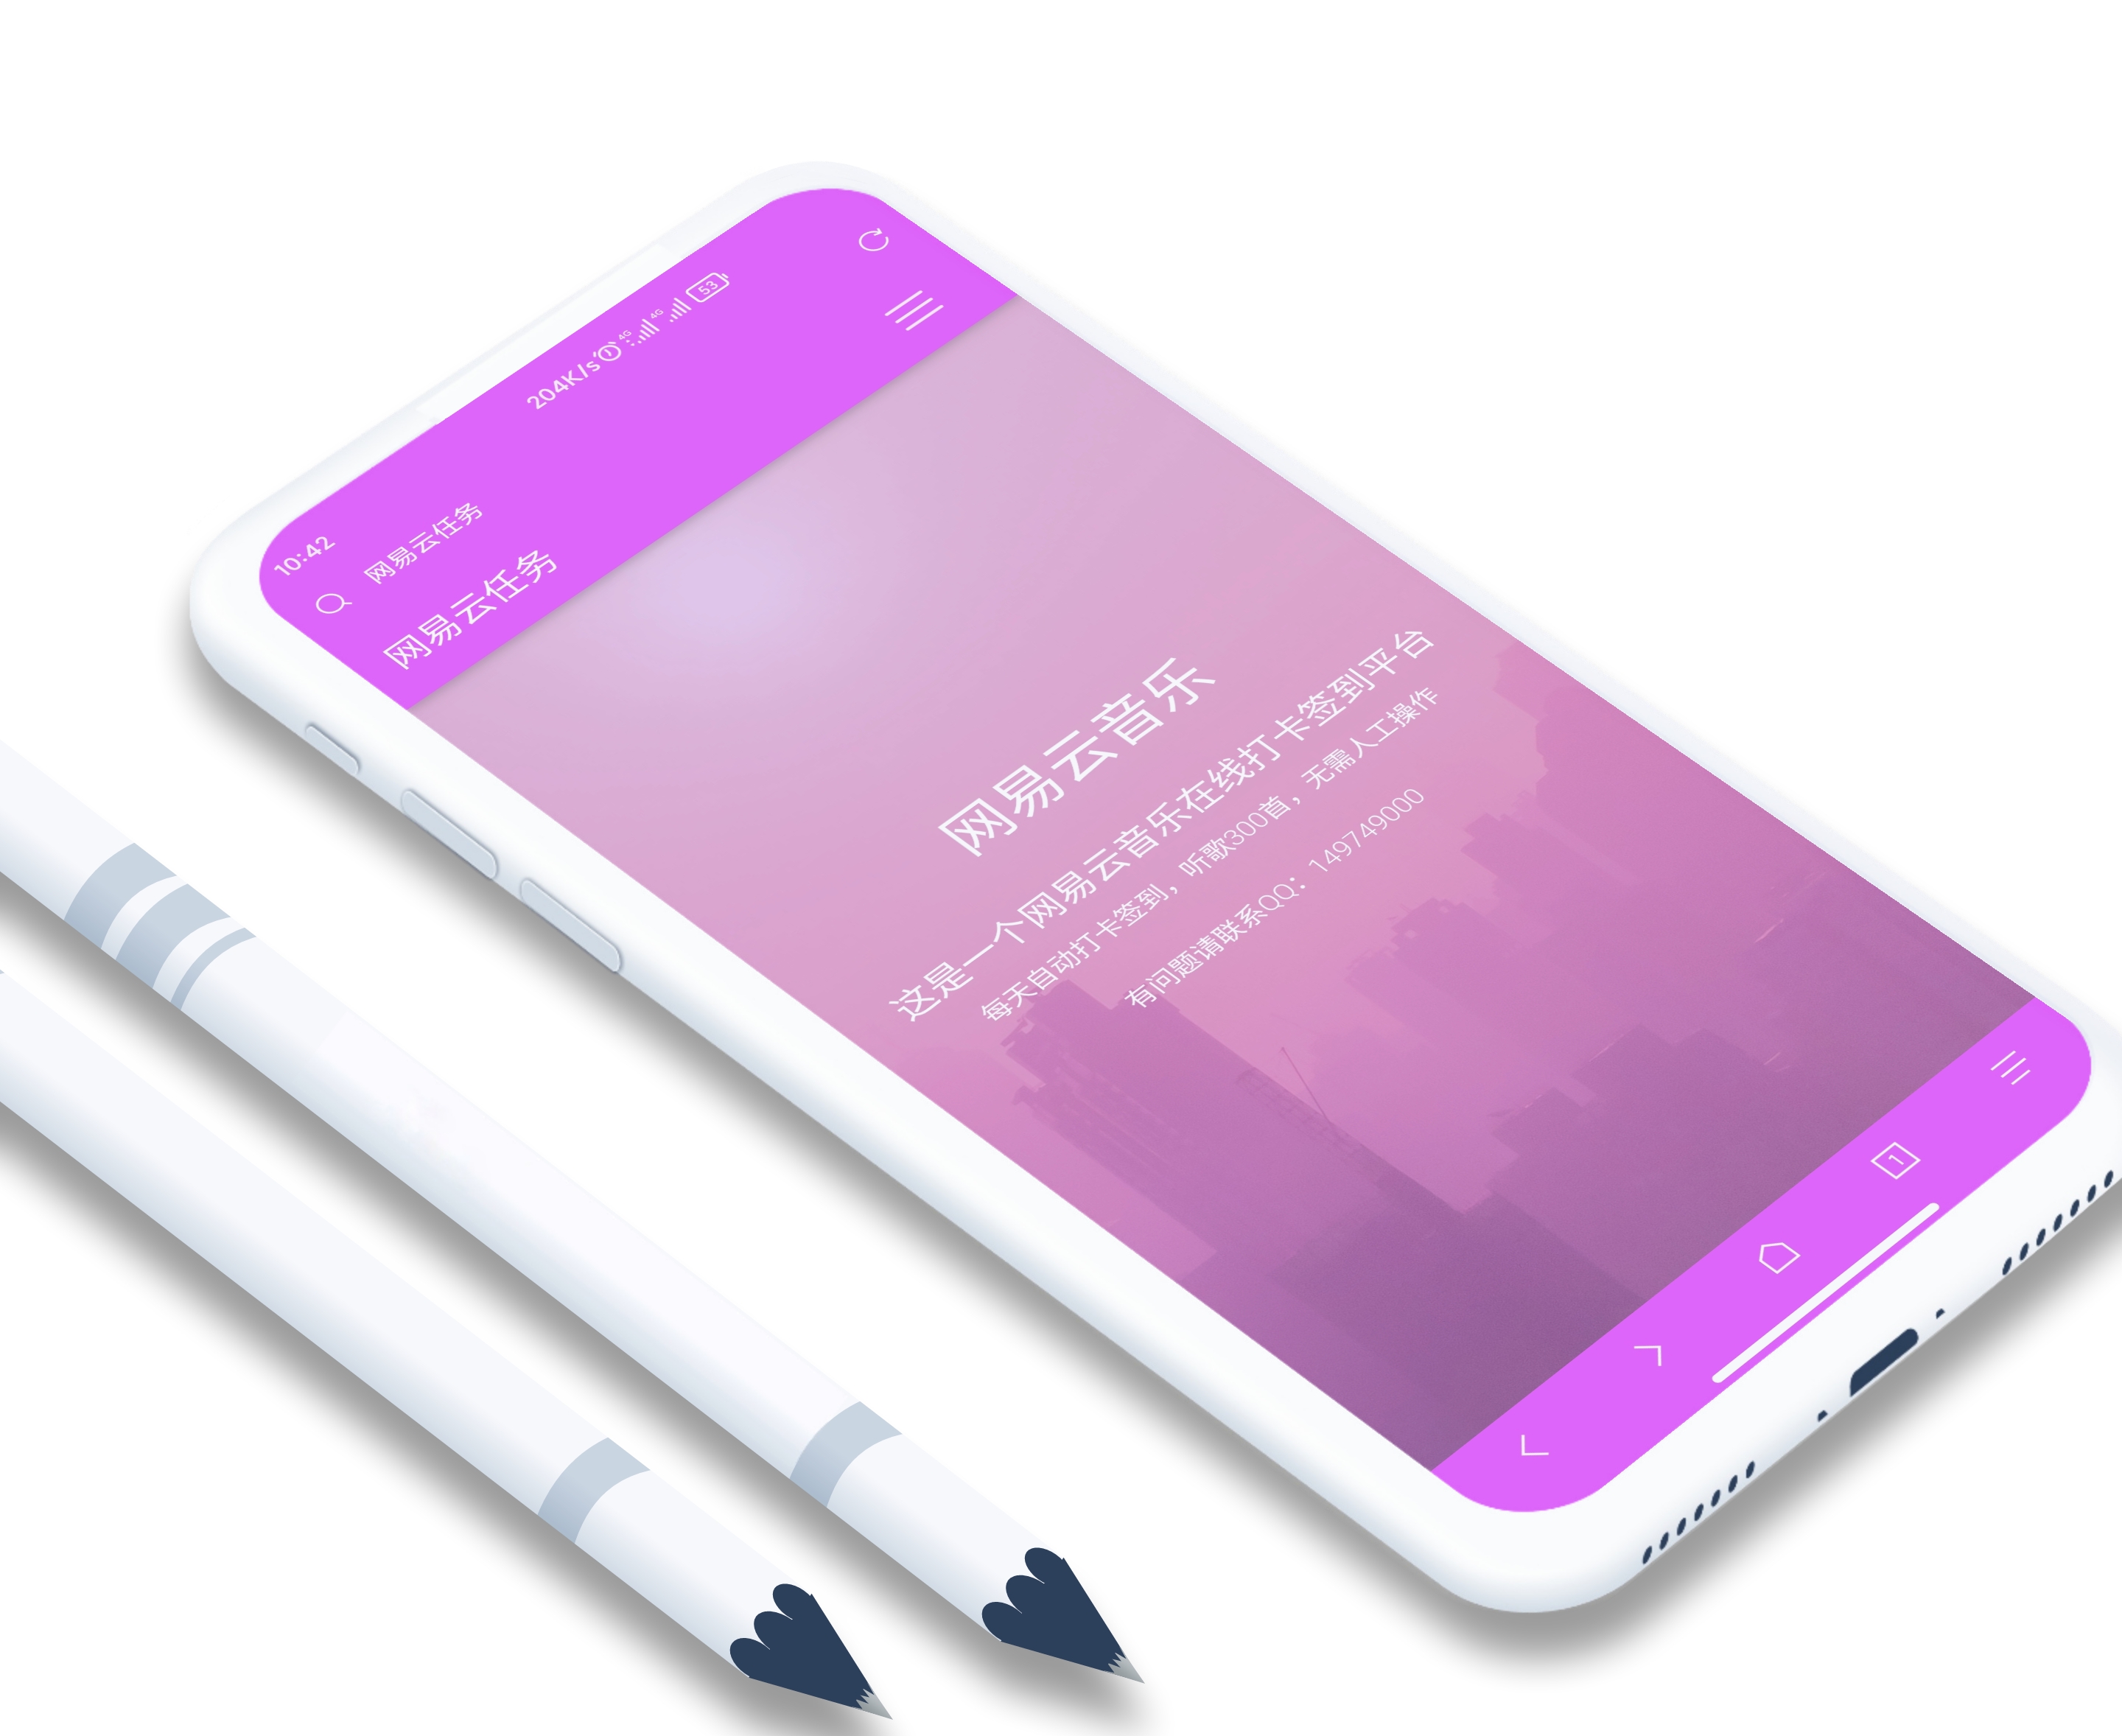 10:42
204K/s 4G 4G 53
网易云任务
网易云任务
网易云音乐
这是一个网易云音乐在线打卡签到平台
每天自动打卡签到，听歌300首，无需人工操作
有问题请联系QQ：149749000
1